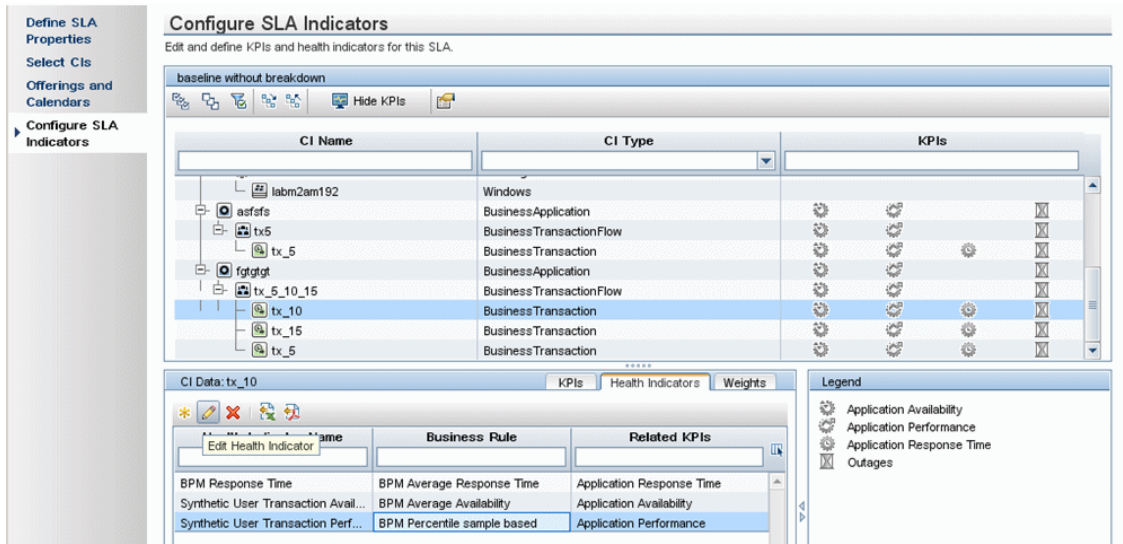 Define SLA
Properties
Select CIs
Offerings and
Calendars
Configure SLA
Indicators
Configure SLA Indicators
Edit and define KPIs and health indicators for this SLA.
baseline without breakdown
Hide KPIs
CI Name CI Type KPIs
labm2am192 Windows
asfsfs BusinessApplication
tx5 BusinessTransactionFlow
tx_5 BusinessTransaction
fgtgtgt BusinessApplication
tx_5_10_15 BusinessTransactionFlow
tx_10 BusinessTransaction
tx_15 BusinessTransaction
tx_5 BusinessTransaction
CI Data: tx_10 KPIs Health Indicators Weights
Name Business Rule Related KPIs
Edit Health Indicator
BPM Response Time BPM Average Response Time Application Response Time
Synthetic User Transaction Avail... BPM Average Availability Application Availability
Synthetic User Transaction Perf... BPM Percentile sample based Application Performance
Legend
Application Availability
Application Performance
Application Response Time
Outages